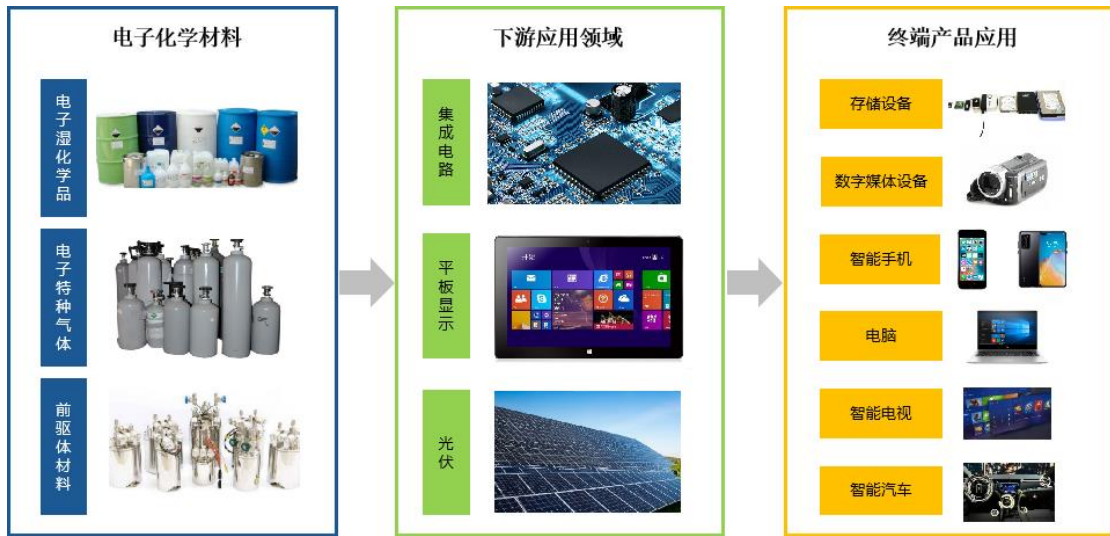 电子化学材料
电子湿化学品
电子特种气体
前驱体材料
下游应用领域
集成电路
平板显示
光伏
终端产品应用
存储设备
数字媒体设备
智能手机
电脑
智能电视
智能汽车